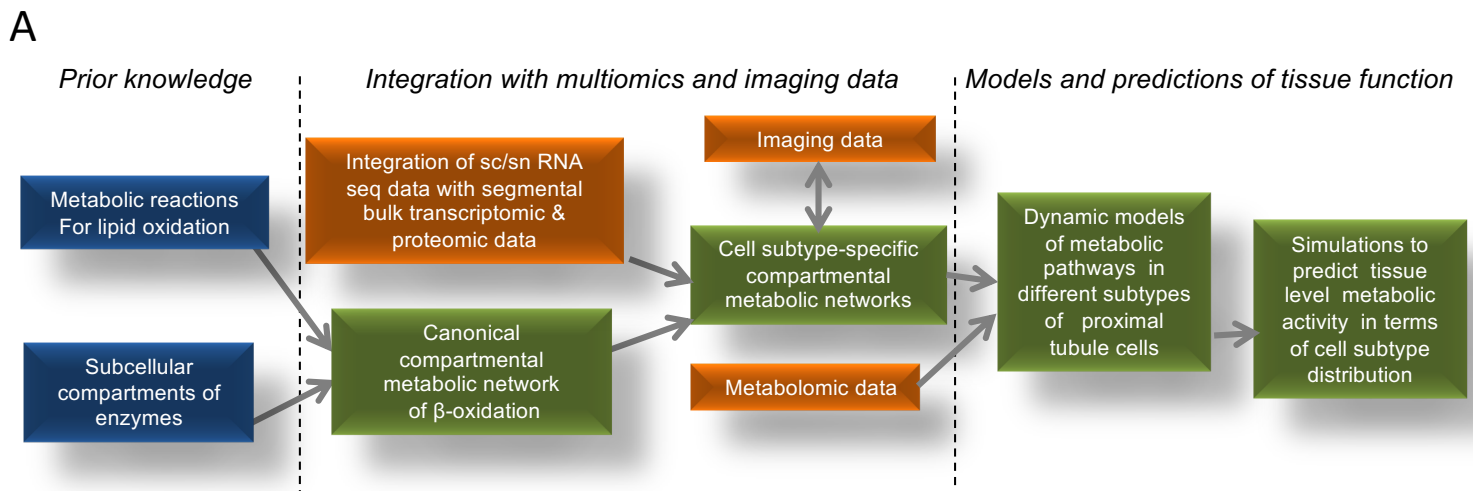 A
Prior knowledge
Integration with multiomics and imaging data
Models and predictions of tissue function
Metabolic reactions
For lipid oxidation
Subcellular
compartments of
enzymes
Integration of sc/sn RNA
seq data with segmental
bulk transcriptomic &
proteomic data
Canonical
compartmental
metabolic network
of β-oxidation
Imaging data
Cell subtype-specific
compartmental
metabolic networks
Metabolomic data
Dynamic models
of metabolic
pathways in
different subtypes
of proximal
tubule cells
Simulations to
predict tissue
level metabolic
activity in terms
of cell subtype
distribution